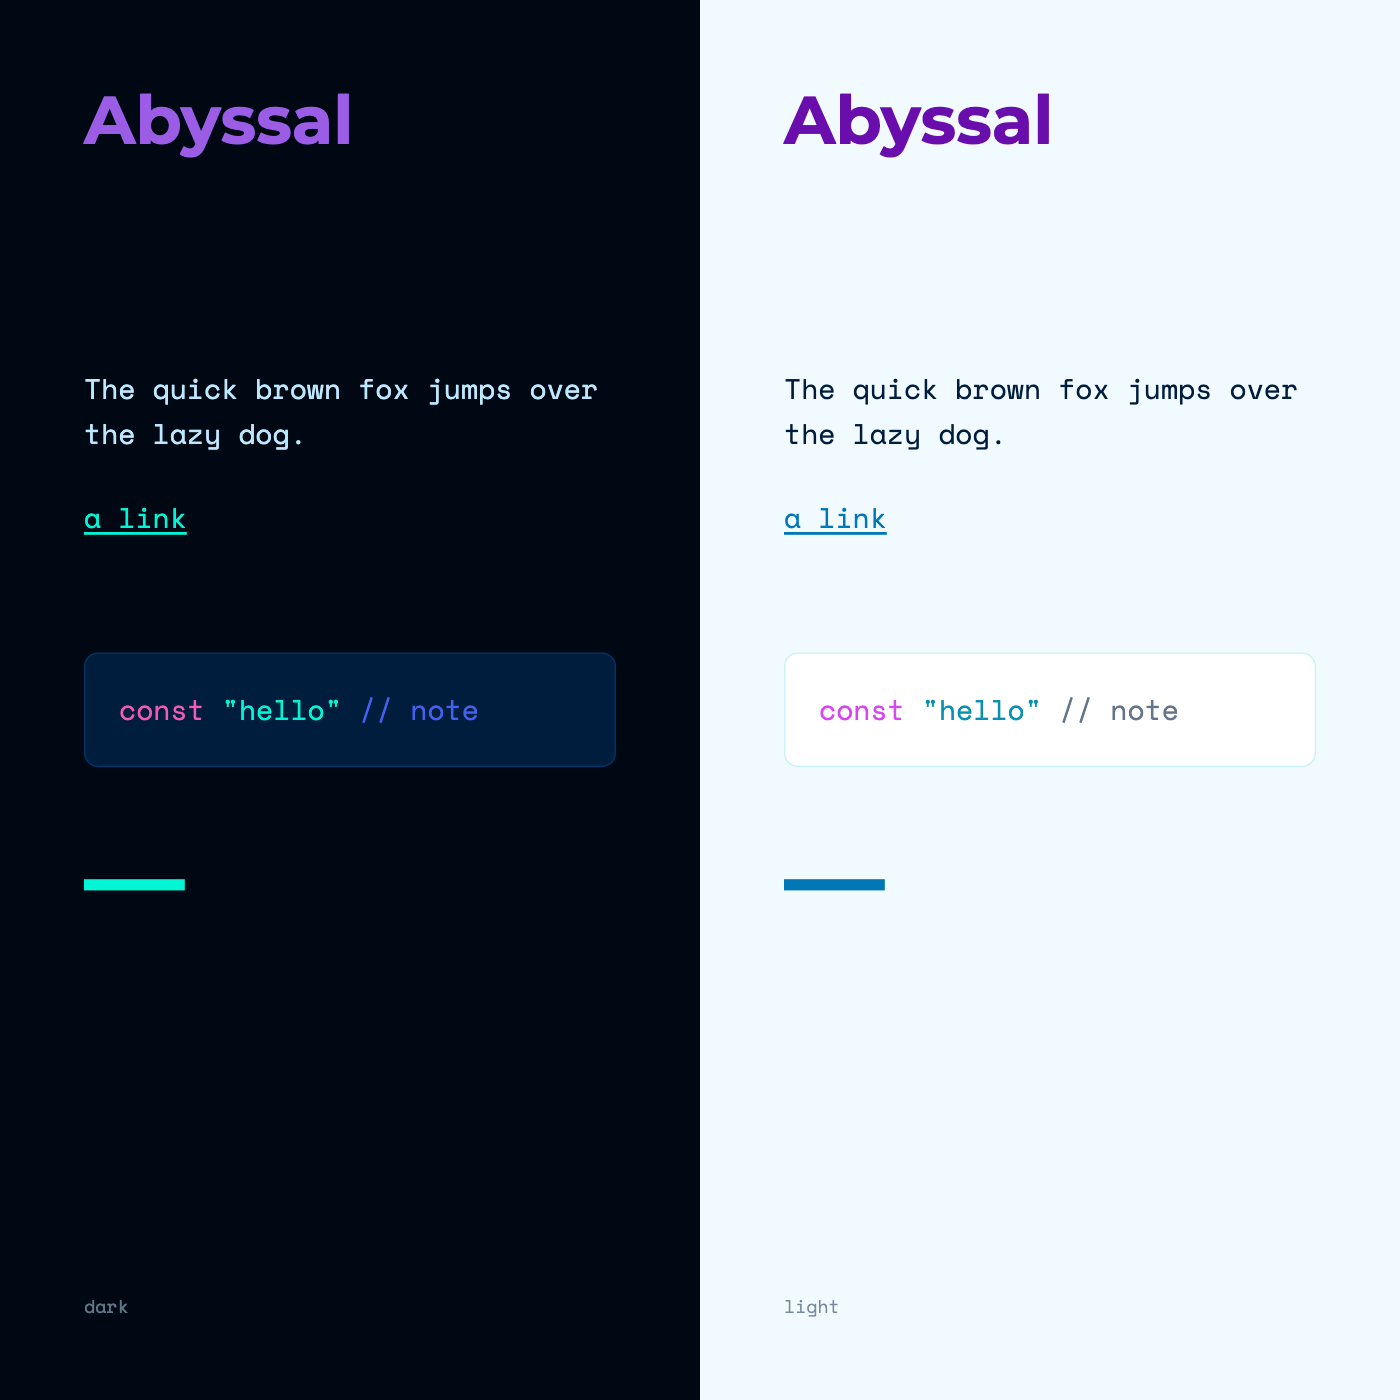 Abyssal
The quick brown fox jumps over
the lazy dog.
a link
const "hello" // note
dark
Abyssal
The quick brown fox jumps over
the lazy dog.
a link
const "hello" // note
light